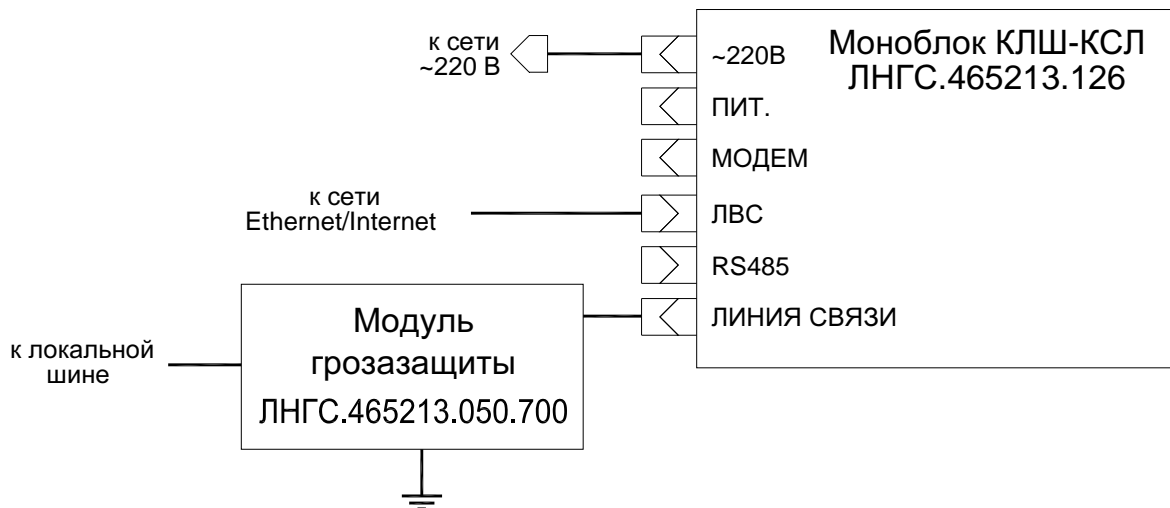 к сети
~220 В
~220В
Моноблок КЛШ-КСЛ
ЛНГС.465213.126
ПИТ.
МОДЕМ
к сети
Ethernet/Internet
ЛВС
RS485
ЛИНИЯ СВЯЗИ
Модуль
грозазащиты
ЛНГС.465213.050.700
к локальной
шине